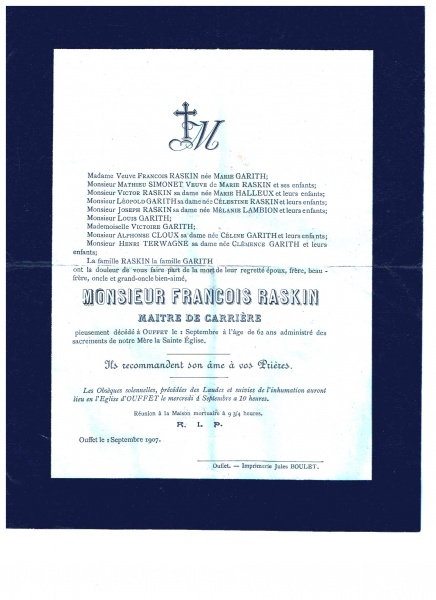 M
Madame Veuve François RASKIN née Marie GARITH;
Monsieur Mathieu SIMONET Veuve de Marie RASKIN et ses enfants;
Monsieur Victor RASKIN sa dame née Marie HALLEUX et leurs enfants;
Monsieur Léopold GARITH sa dame née Célestine RASKIN et leurs enfants;
Monsieur Joseph RASKIN sa dame née Mélanie LAMBION et leurs enfants;
Monsieur Louis GARITH;
Mademoiselle Victoire GARITH;
Monsieur Alphonse CLOUX sa dame née Céline GARITH et leurs enfants;
Monsieur Henri TERWAGNE sa dame née Clémence GARITH et leurs
enfants;
La famille RASKIN la famille GARITH
ont la douleur de vous faire part de la mort de leur regretté époux, frère, beau-
frère, oncle et grand-oncle bien-aimé,
MONSIEUR FRANCOIS RASKIN
MAITRE DE CARRIÈRE
pieusement décédé à Ouffet le 1 Septembre à l'âge de 62 ans administré des
sacrements de notre Mère la Sainte Église.
Ils recommandent son âme à vos Prières.
Les Obsèques solennelles, précédées des Laudes et suivies de l'inhumation auront
lieu en l'Eglise d'OUFFET le mercredi 4 Septembre a 10 heures.
Réunion à la Maison mortuaire à 9 3/4 heures.
R. I. P.
Ouffet le 1 Septembre 1907.
Ouffet. — Imprimerie Jules BOULET.